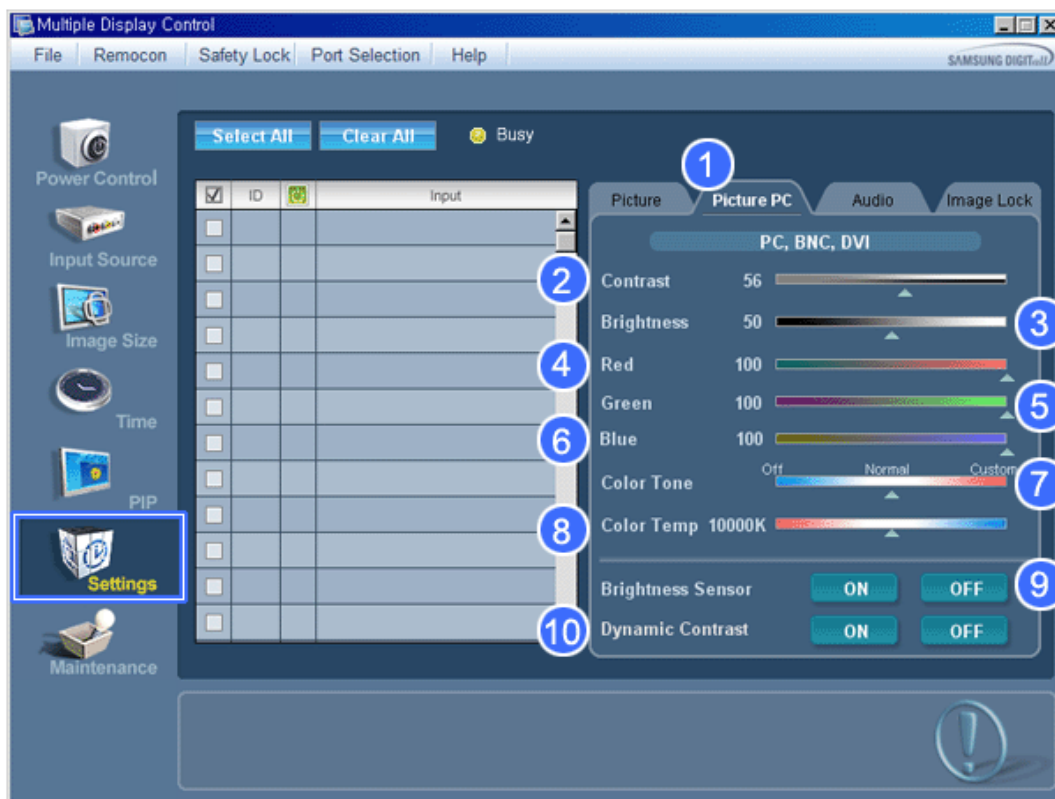 Multiple Display Control
File Remocon Safety Lock Port Selection Help
SAMSUNG DIGITall
Select All Clear All Busy
Power Control
Input Source
Image Size
Time
PIP
Settings
Maintenance
ID Input
1
Picture Picture PC Audio Image Lock
PC, BNC, DVI
2 Contrast 56
Brightness 50 3
4 Red 100
Green 100 5
6 Blue 100
Off Normal Custom
Color Tone 7
8 Color Temp 10000K
Brightness Sensor ON OFF 9
10 Dynamic Contrast ON OFF